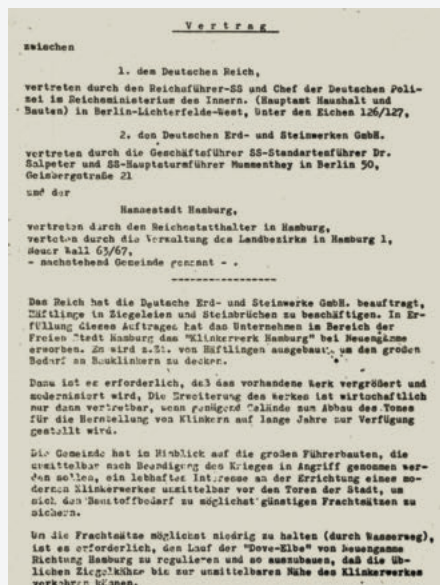 Vertrag
zwischen
1. dem Deutschen Reich,
vertreten durch den Reichsführer-SS und Chef der Deutschen Poli-
zei im Reichsministerium des Innern. (Hauptamt Haushalt und
Bauten) in Berlin-Lichterfelde-West, Unter den Eichen 126/127,
2. den Deutschen Erd- und Steinwerken GmbH.
vertreten durch die Geschäftsführer SS-Standartenführer Dr.
Salpeter und SS-Hauptsturmführer Mummenthey in Berlin 50,
Geisbergstraße 21
und der
Hansestadt Hamburg,
vertreten durch den Reichsstatthalter in Hamburg,
vertreten durch die Verwaltung des Landbezirks in Hamburg 1,
Neuer Wall 63/67,
- nachstehend Gemeinde genannt - .
----------------
Das Reich hat die Deutsche Erd- und Steinwerke GmbH. beauftragt,
Häftlinge in Ziegeleien und Steinbrüchen zu beschäftigen. In Er-
füllung dieses Auftrages hat das Unternehmen im Bereich der
Freien Stadt Hamburg das "Klinkerwerk Hamburg" bei Neuengamme
erworben. Es wird z.Zt. von Häftlingen ausgebaut, um den großen
Bedarf an Bauklinkern zu decken.
Dazu ist es erforderlich, daß das vorhandene Werk vergrößert und
modernisiert wird, Die Erweiterung des Werkes ist wirtschaftlich
nur dann vertretbar, wenn genügend Gelände zum Abbau des Tones
für die Herstellung von Klinkern auf lange Jahre zur Verfügung
gestellt wird.
Die Gemeinde hat im Hinblick auf die großen Führerbauten, die
unmittelbar nach Beendigung des Krieges in Angriff genommen wer-
den sollen, ein lebhaftes Interesse an der Errichtung eines mo-
dernen Klinkerwerkes unmittelbar vor den Toren der Stadt, um
sich den Baustoffbedarf zu möglichst günstigen Frachtsätzen zu
sichern.
Um die Frachtsätze möglichst niedrig zu halten (durch Wasserweg),
ist es erforderlich, den Lauf der "Dove-Elbe" von Neuengamme
Richtung Hamburg zu regulieren und so auszubauen, daß die üb-
lichen Ziegelkähne bis zur unmittelbaren Nähe des Klinkerwerkes
verkehren können.